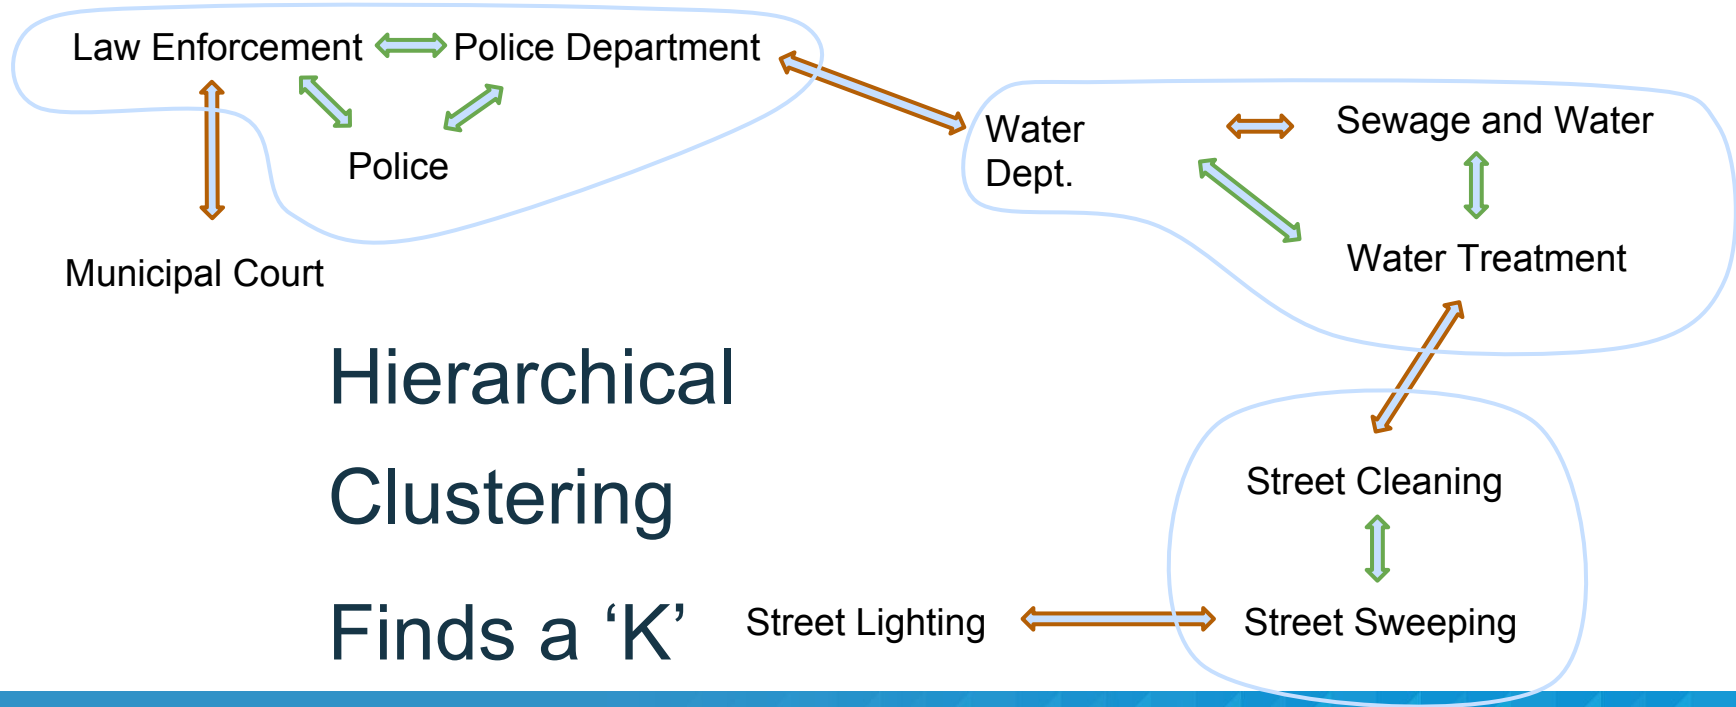 Law Enforcement
Police Department
Police
Municipal Court
Water
Dept.
Sewage and Water
Water Treatment
Hierarchical
Clustering
Finds a ‘K’
Street Cleaning
Street Lighting
Street Sweeping